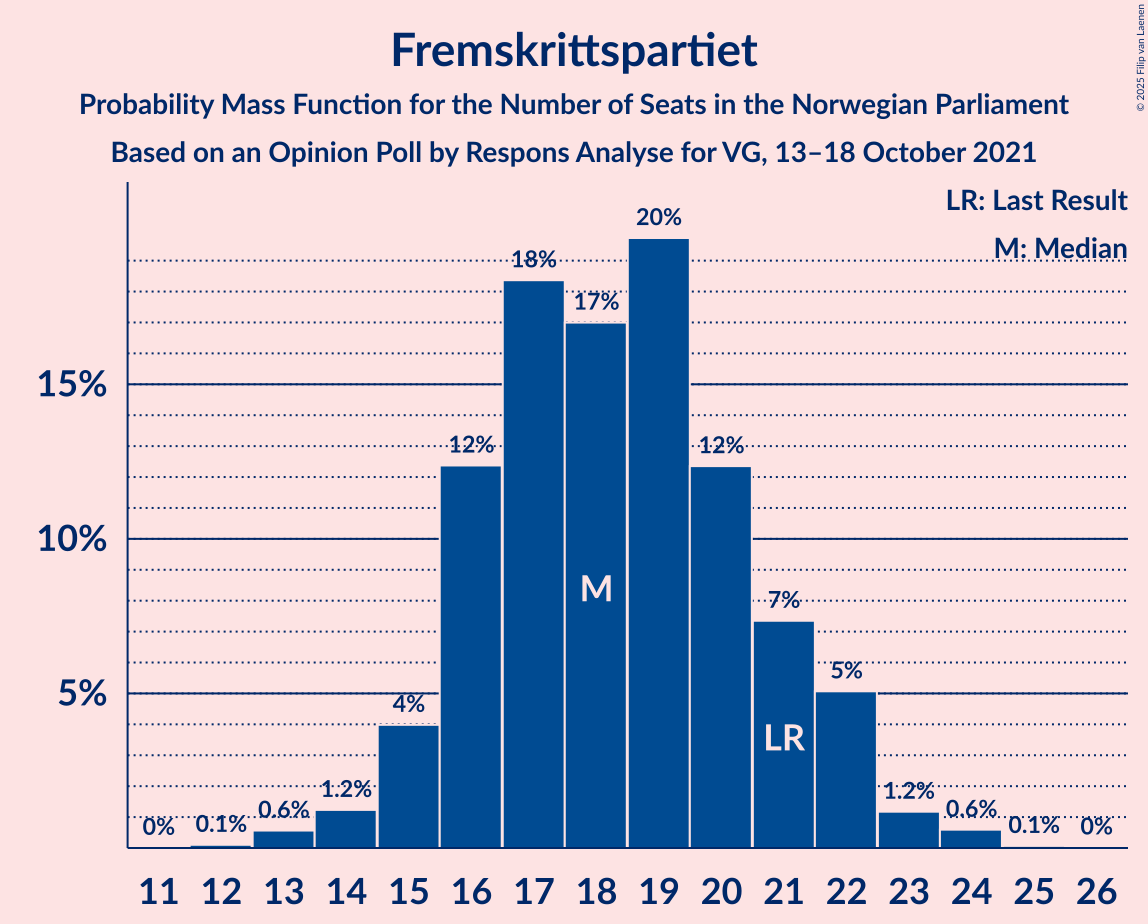 Fremskrittspartiet
Probability Mass Function for the Number of Seats in the Norwegian Parliament
Based on an Opinion Poll by Respons Analyse for VG, 13–18 October 2021
© 2025 Filip van Laenen
LR: Last Result
M: Median
20%
18%
17%
15%
12%
12%
10%
M
7%
5%
5%
4%
LR
1.2%
1.2%
0.6%
0.6%
0% 0.1% 0.1% 0%
11 12 13 14 15 16 17 18 19 20 21 22 23 24 25 26